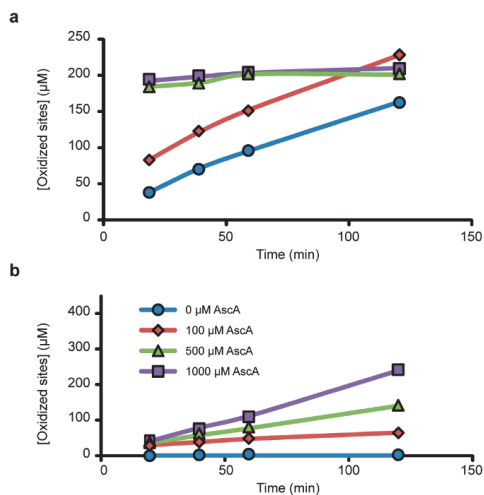 a
250
200
150
100
50
0
[Oxidized sites] (µM)
0 50 100 150
Time (min)
b
400
300
200
100
0
[Oxidized sites] (µM)
0 µM AscA
100 µM AscA
500 µM AscA
1000 µM AscA
0 50 100 150
Time (min)